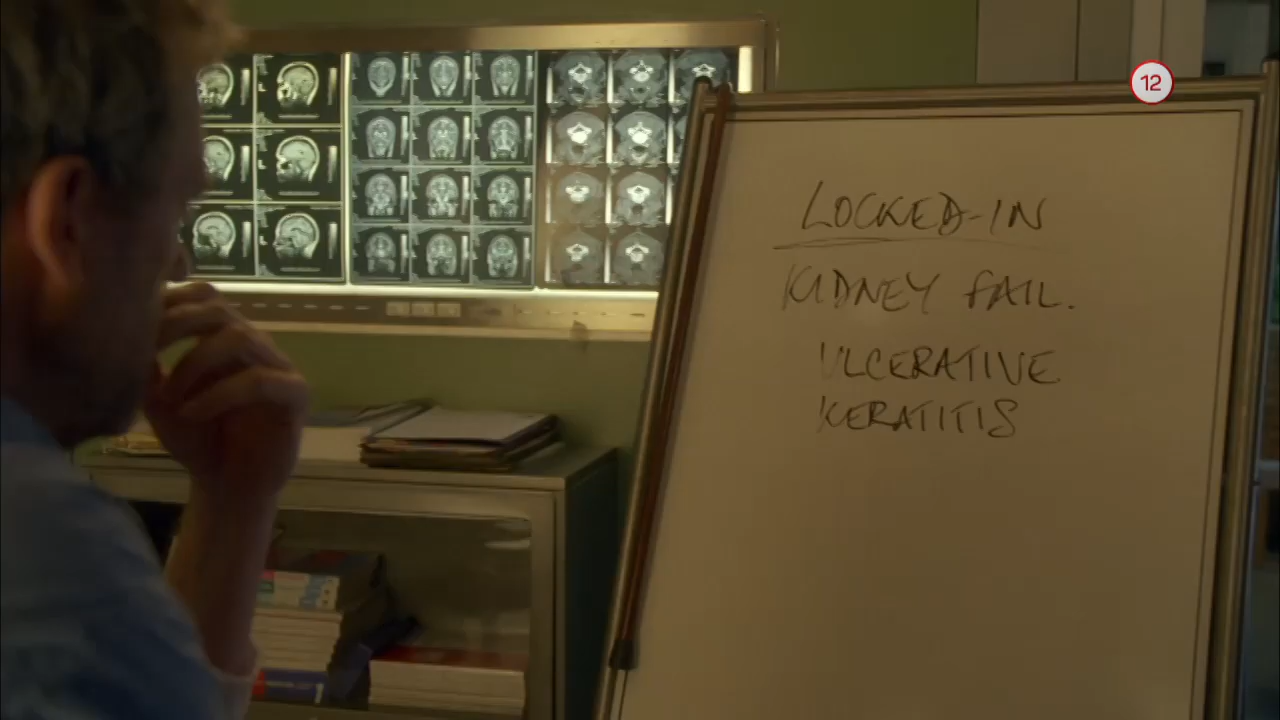 12
LOCKED-IN
KIDNEY FAIL.
ULCERATIVE
KERATITIS